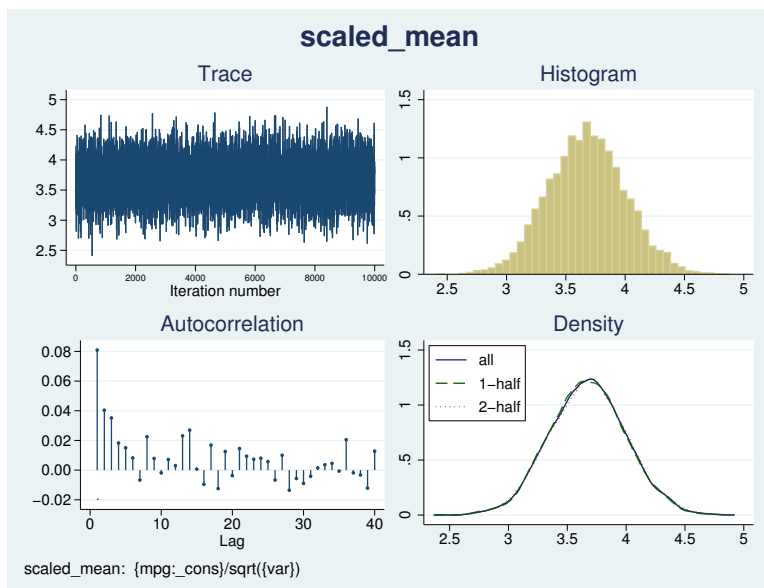 scaled_mean
Trace
5
4.5
4
3.5
3
2.5
0 2000 4000 6000 8000 10000
Iteration number
Histogram
1.5
1
.5
0
2.5 3 3.5 4 4.5 5
Autocorrelation
0.08
0.06
0.04
0.02
0.00
−0.02
0 10 20 30 40
Lag
Density
all
1−half
2−half
1.5
1
.5
0
2.5 3 3.5 4 4.5 5
scaled_mean: {mpg:_cons}/sqrt({var})